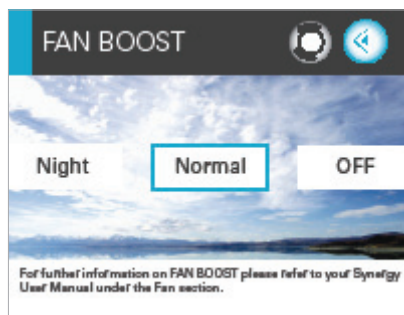 FAN BOOST
Night Normal OFF
For further information on FAN BOOST please refer to your Synergy
User Manual under the Fan section.